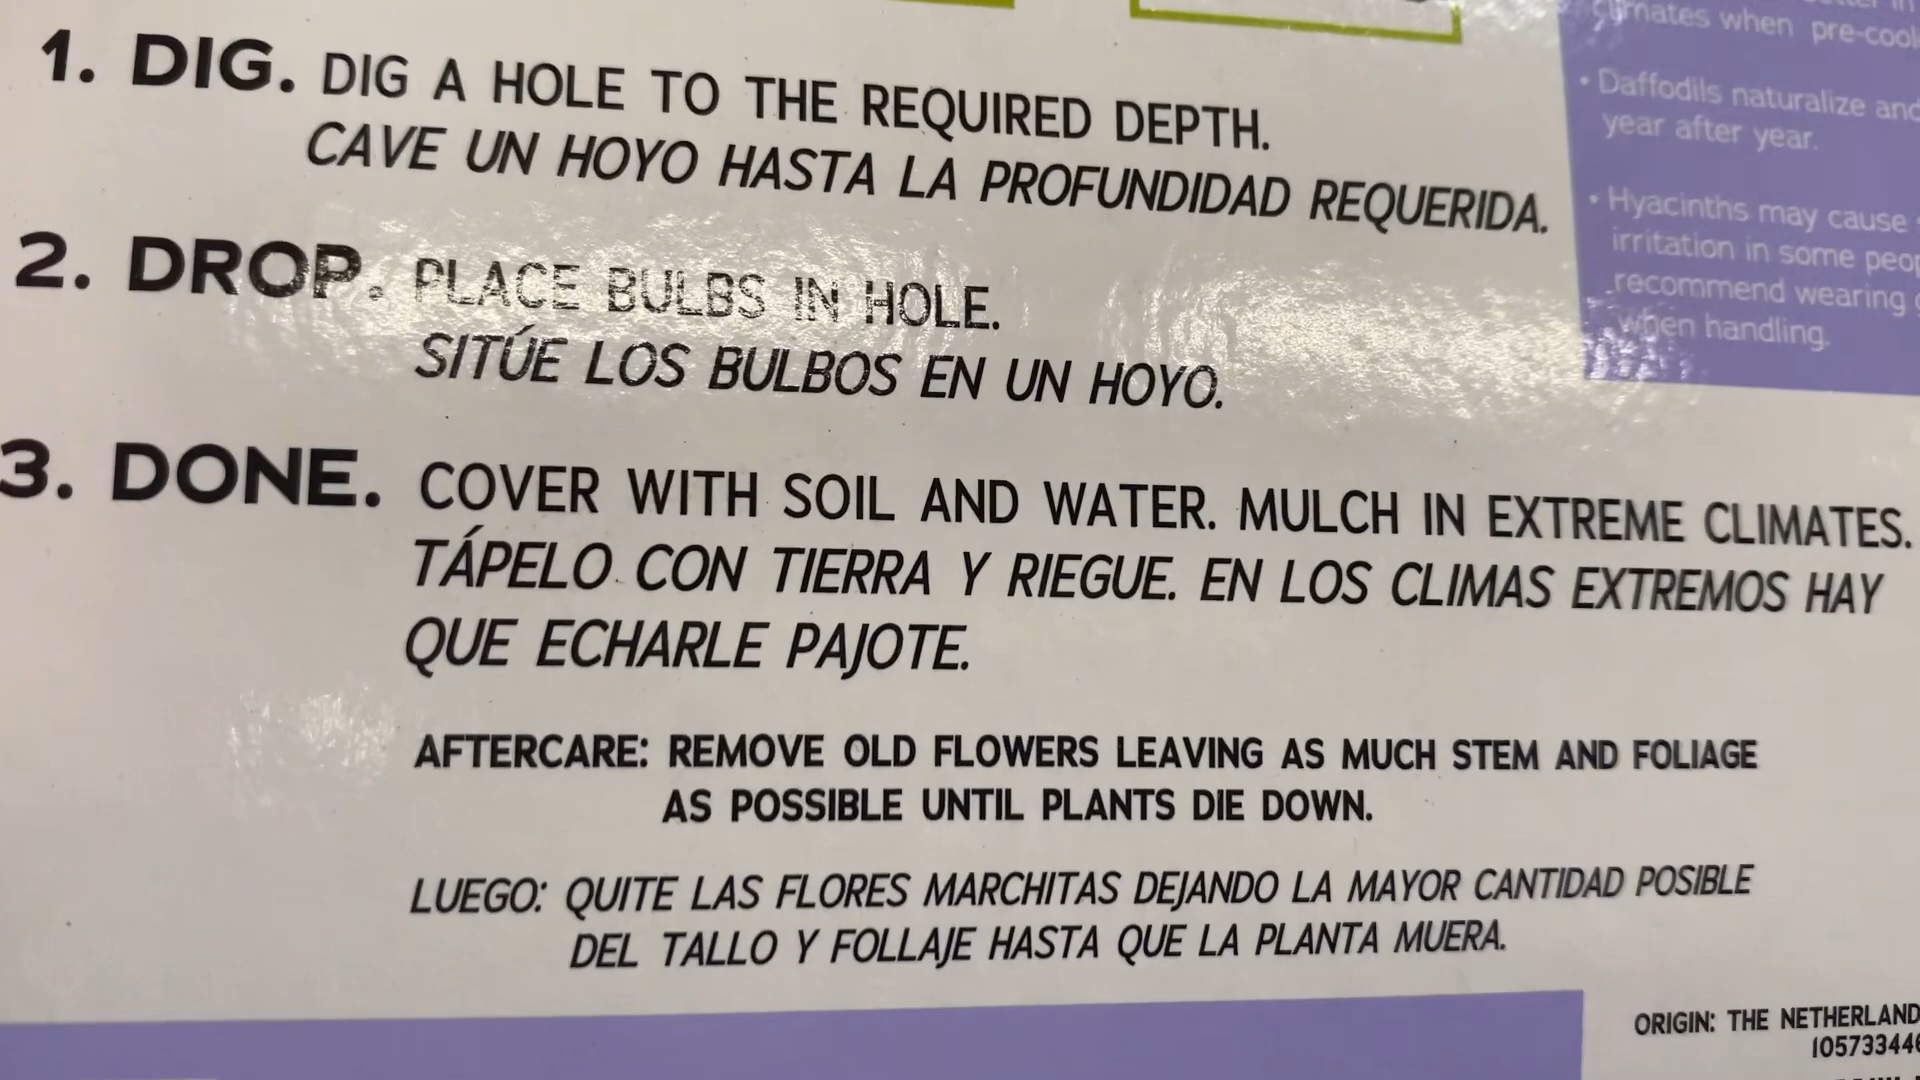 1. DIG. DIG A HOLE TO THE REQUIRED DEPTH.
CAVE UN HOYO HASTA LA PROFUNDIDAD REQUERIDA.
2. DROP. PLACE BULBS IN HOLE.
SITÚE LOS BULBOS EN UN HOYO.
3. DONE. COVER WITH SOIL AND WATER. MULCH IN EXTREME CLIMATES.
TÁPELO CON TIERRA Y RIEGUE. EN LOS CLIMAS EXTREMOS HAY
QUE ECHARLE PAJOTE.
AFTERCARE: REMOVE OLD FLOWERS LEAVING AS MUCH STEM AND FOLIAGE
AS POSSIBLE UNTIL PLANTS DIE DOWN.
LUEGO: QUITE LAS FLORES MARCHITAS DEJANDO LA MAYOR CANTIDAD POSIBLE
DEL TALLO Y FOLLAJE HASTA QUE LA PLANTA MUERA.
when pre-cool
• Daffodils naturalize and
year after year.
• Hyacinths may cause
irritation in some peop
recommend wearing
when handling.
ORIGIN: THE NETHERLAND
10573344